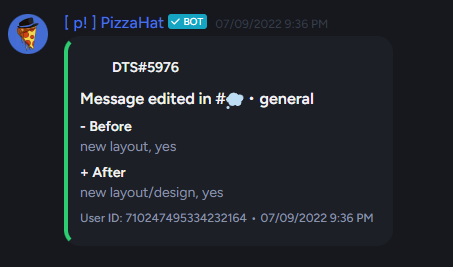 [ p! ] PizzaHat ✓ BOT 07/09/2022 9:36 PM
DTS#5976
Message edited in #💭 • general
- Before
new layout, yes
+ After
new layout/design, yes
User ID: 710247495334232164 • 07/09/2022 9:36 PM